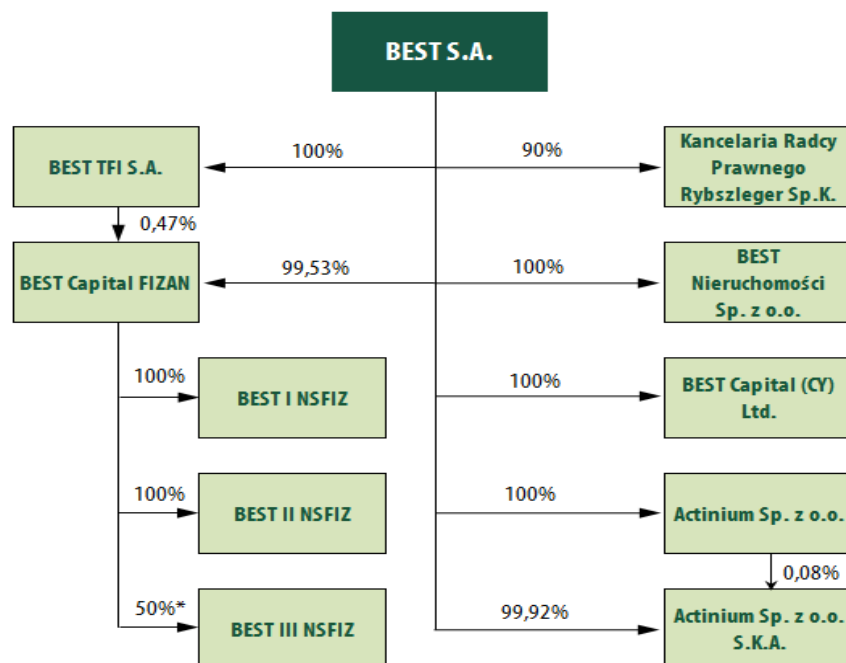 BEST S.A.
100%
90%
BEST TFI S.A.
Kancelaria Radcy
Prawnego
Rybszleger Sp.K.
0,47%
BEST Capital FIZAN
99,53%
100%
BEST
Nieruchomości
Sp. z o.o.
100%
BEST I NSFIZ
100%
BEST Capital (CY)
Ltd.
100%
BEST II NSFIZ
100%
Actinium Sp. z o.o.
0,08%
50%*
BEST III NSFIZ
99,92%
Actinium Sp. z o.o.
S.K.A.